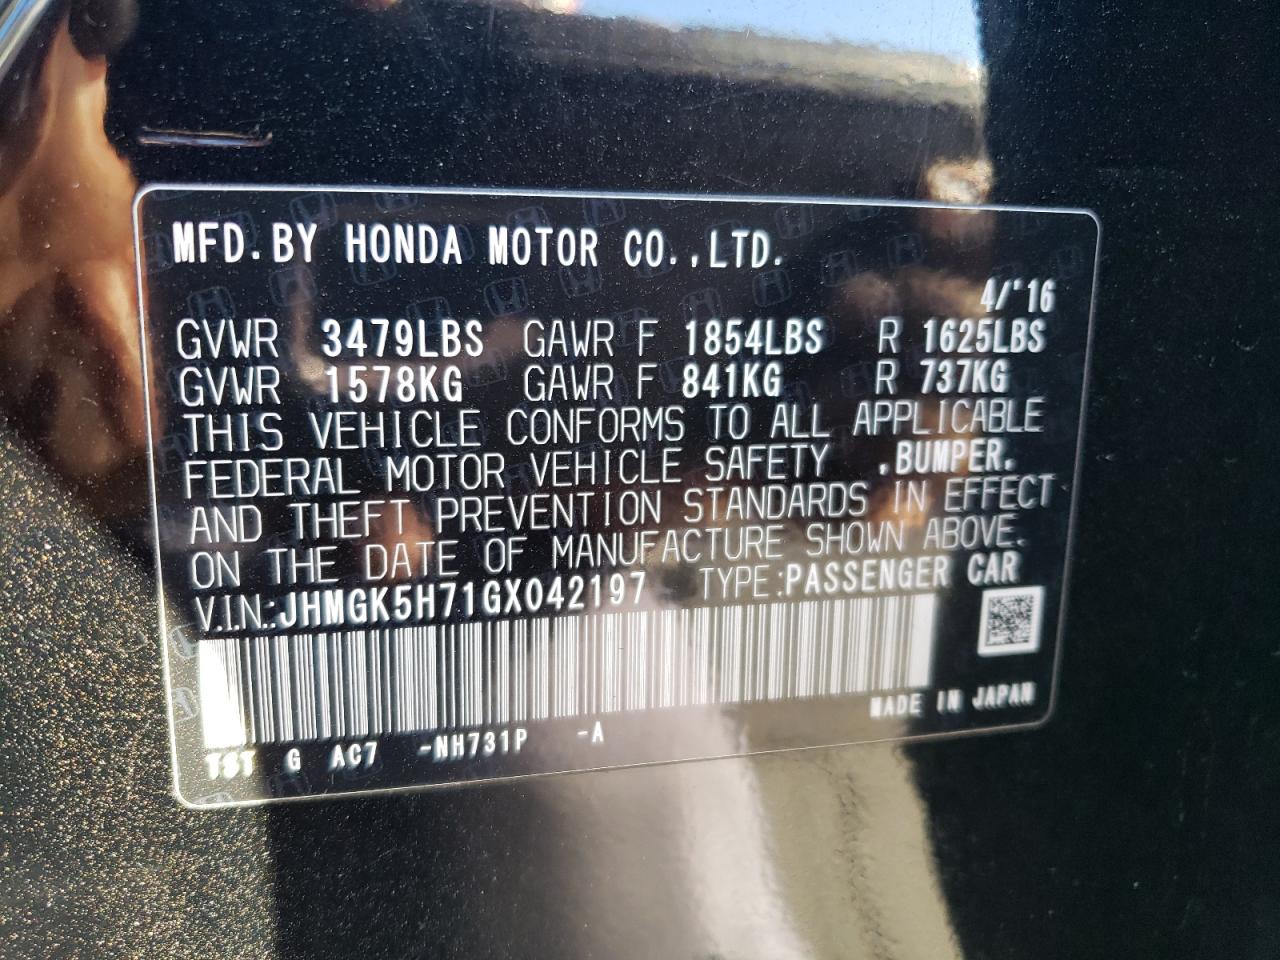 MFD.BY HONDA MOTOR CO.,LTD.
4/'16
GVWR 3479LBS GAWR F 1854LBS R 1625LBS
GVWR 1578KG GAWR F 841KG R 737KG
THIS VEHICLE CONFORMS TO ALL APPLICABLE
FEDERAL MOTOR VEHICLE SAFETY ,BUMPER,
AND THEFT PREVENTION STANDARDS IN EFFECT
ON THE DATE OF MANUFACTURE SHOWN ABOVE.
V.I.N.:JHMGK5H71GX042197 TYPE:PASSENGER CAR
MADE IN JAPAN
T5T G AC7 -NH731P -A